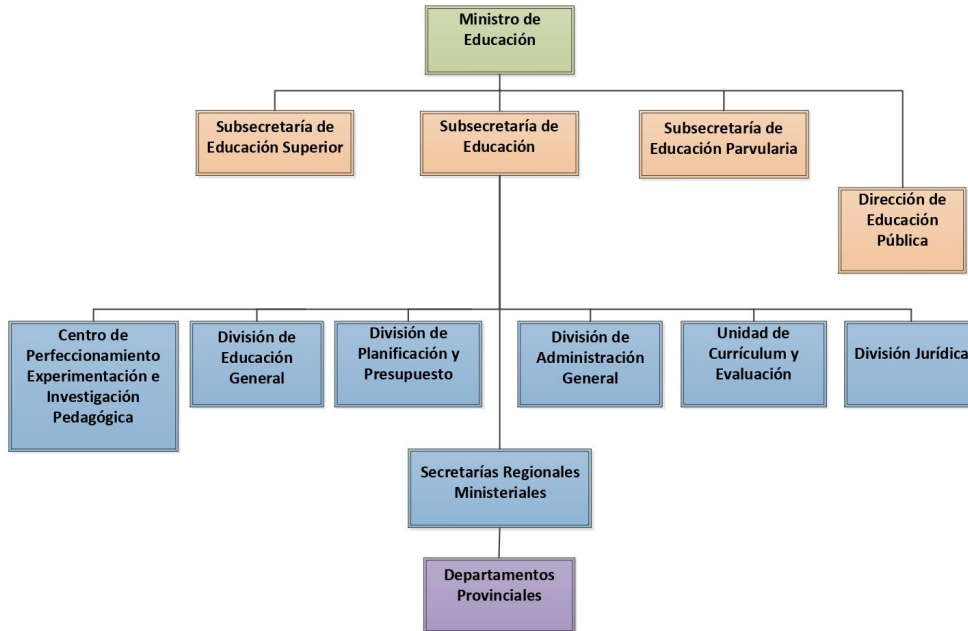 Ministro de
Educación
Subsecretaría de
Educación Superior
Subsecretaría de
Educación
Subsecretaría de
Educación Parvularia
Dirección de
Educación
Pública
Centro de
Perfeccionamiento
Experimentación e
Investigación
Pedagógica
División de
Educación
General
División de
Planificación y
Presupuesto
División de
Administración
General
Unidad de
Currículum y
Evaluación
División Jurídica
Secretarías Regionales
Ministeriales
Departamentos
Provinciales